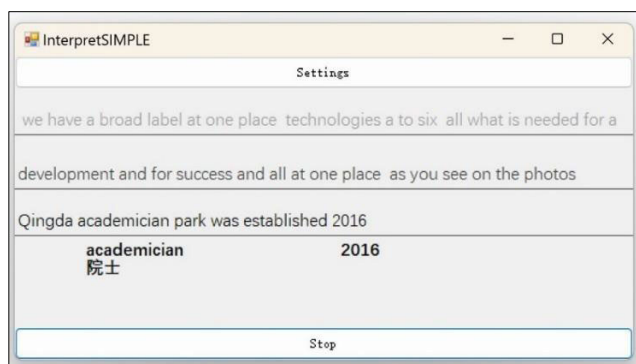 InterpretSIMPLE
Settings
we have a broad label at one place technologies a to six all what is needed for a
development and for success and all at one place as you see on the photos
Qingda academician park was established 2016
academician 2016
院士
Stop